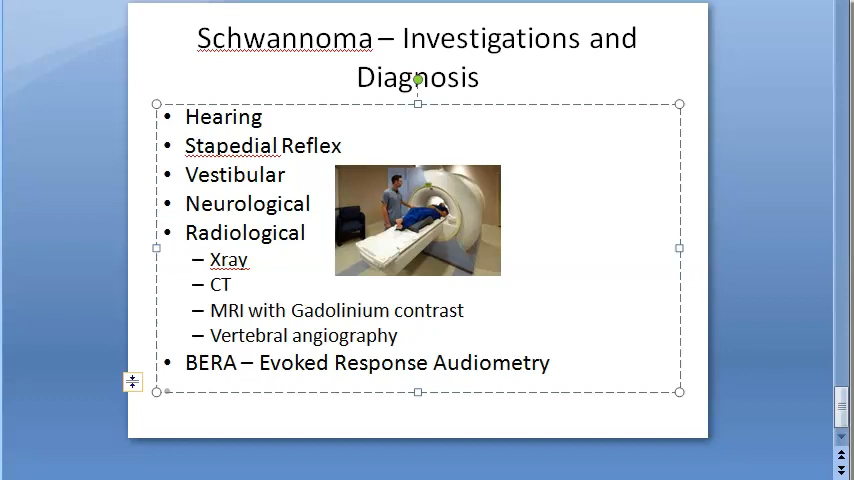 Schwannoma – Investigations and
Diagnosis
• Hearing
• Stapedial Reflex
• Vestibular
• Neurological
• Radiological
– Xray
– CT
– MRI with Gadolinium contrast
– Vertebral angiography
• BERA – Evoked Response Audiometry